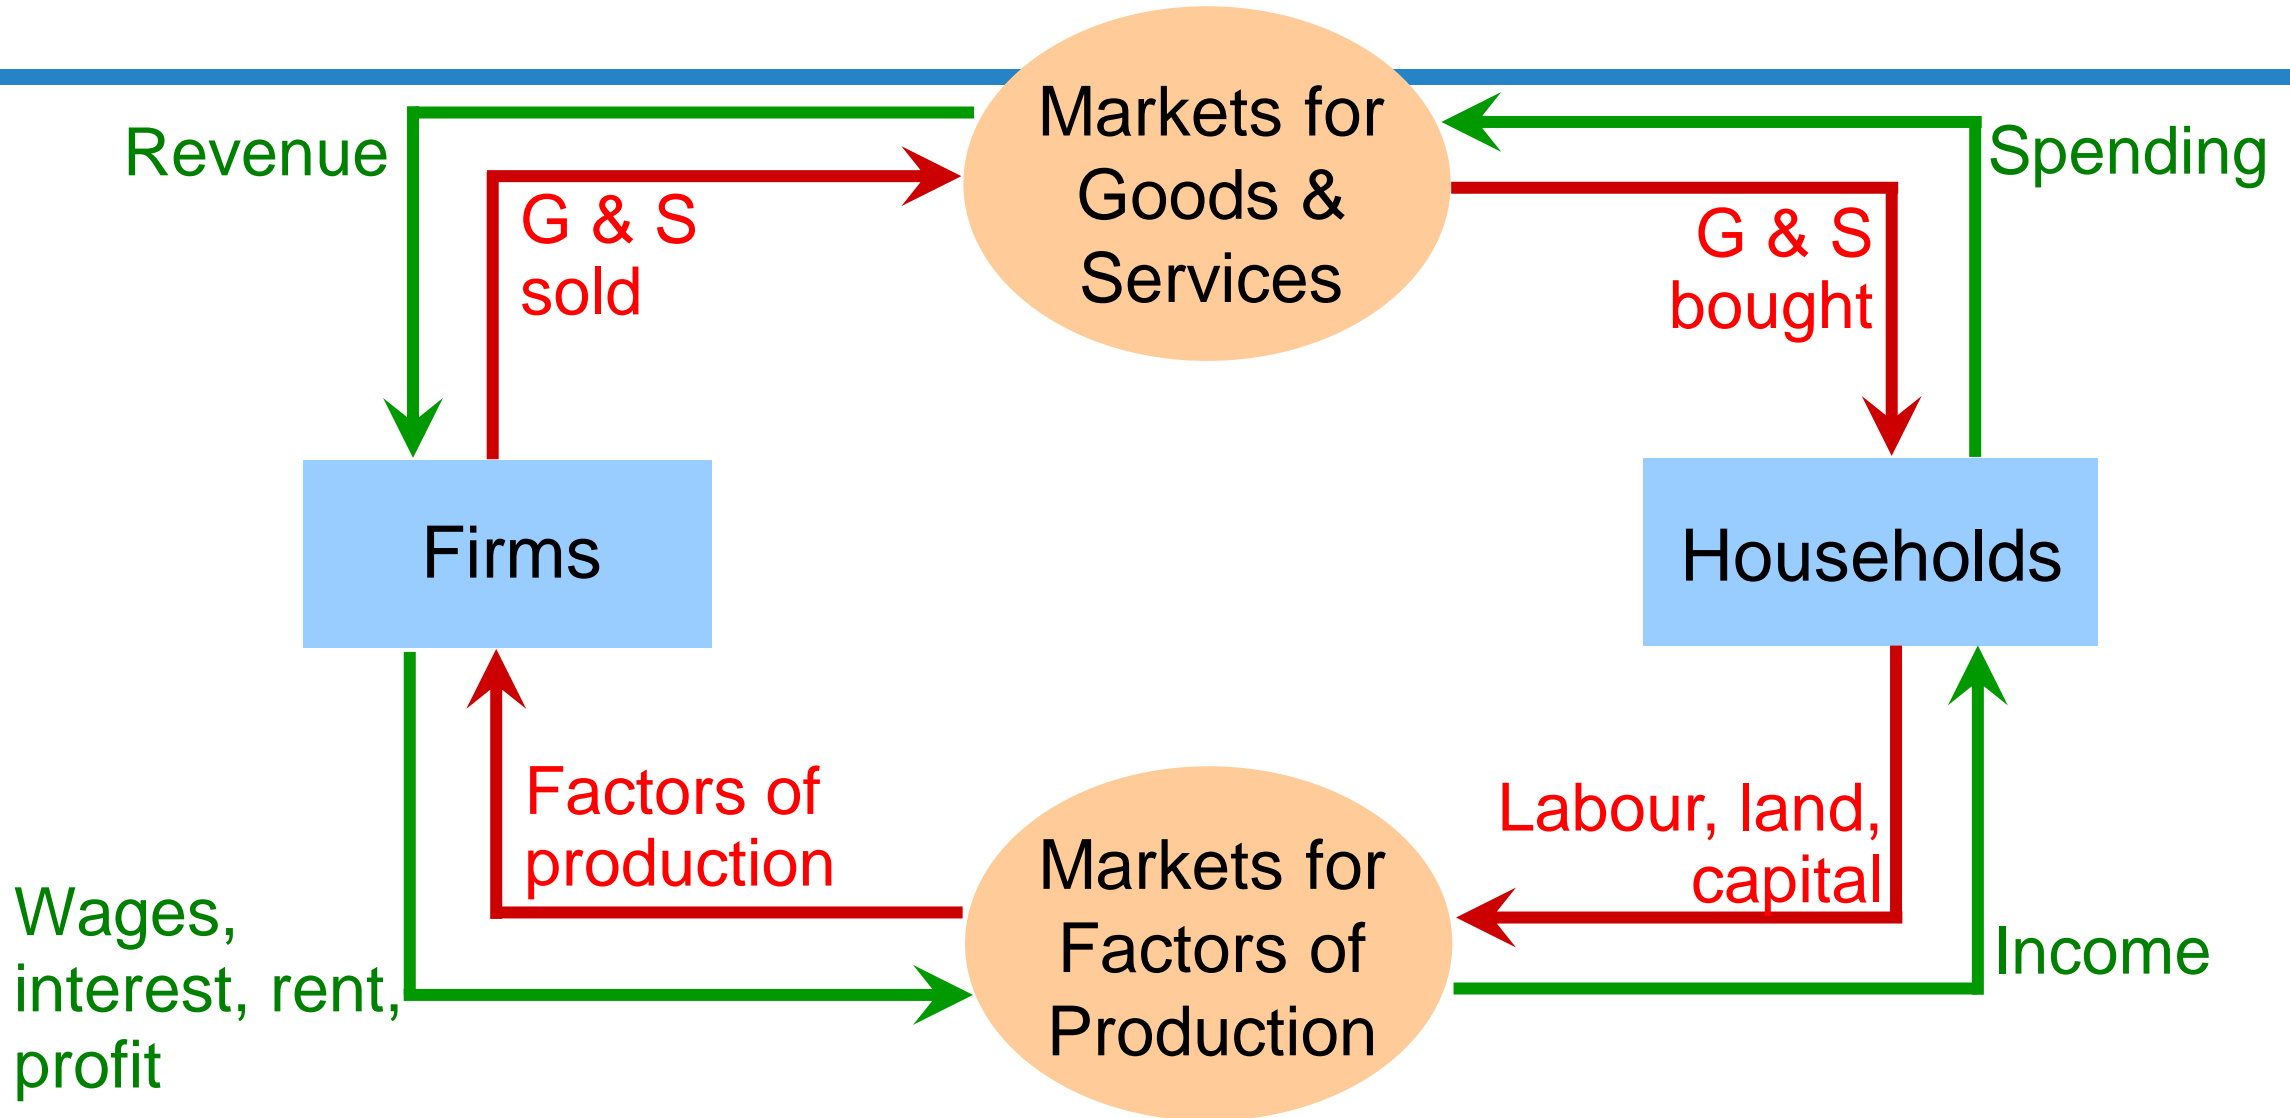 Markets for
Goods &
Services
Revenue
Spending
G & S
sold
G & S
bought
Firms
Households
Factors of
production
Labour, land,
capital
Markets for
Factors of
Production
Wages,
interest, rent,
profit
Income